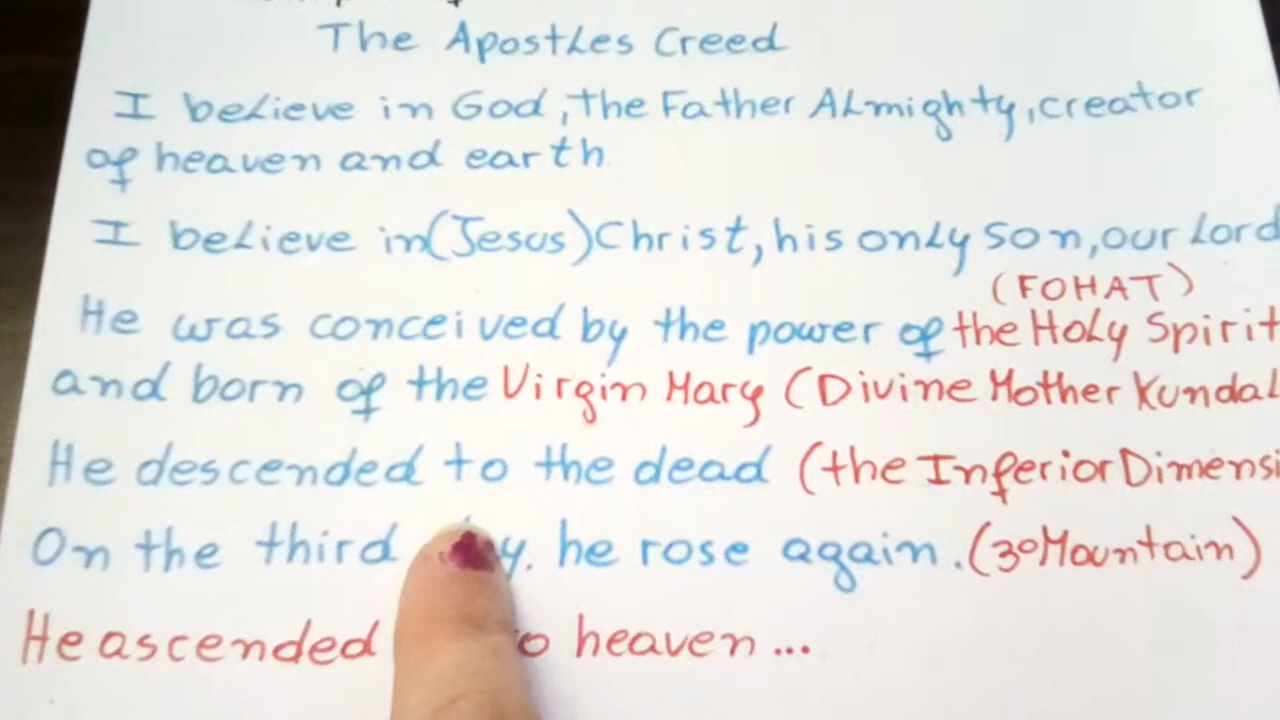 The Apostles Creed
I believe in God, the Father Almighty, creator
of heaven and earth
I believe in (Jesus) Christ, his only son, our Lord
(FOHAT)
He was conceived by the power of the Holy Spirit
and born of the Virgin Mary (Divine Mother Kundal
He descended to the dead (the Inferior Dimensi
On the third he rose again. (3º Mountain)
He ascended heaven...